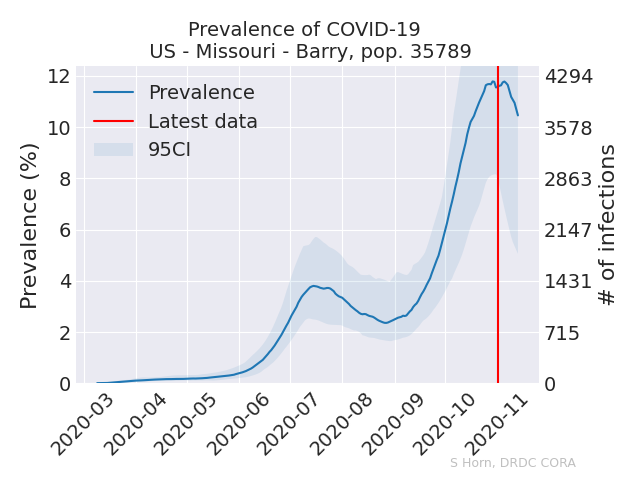 Prevalence of COVID-19
US - Missouri - Barry, pop. 35789
Prevalence
Latest data
95CI
Prevalence (%)
12
10
8
6
4
2
0
4294
3578
2863
2147
1431
715
0
# of infections
2020-03
2020-04
2020-05
2020-06
2020-07
2020-08
2020-09
2020-10
2020-11
S Horn, DRDC CORA